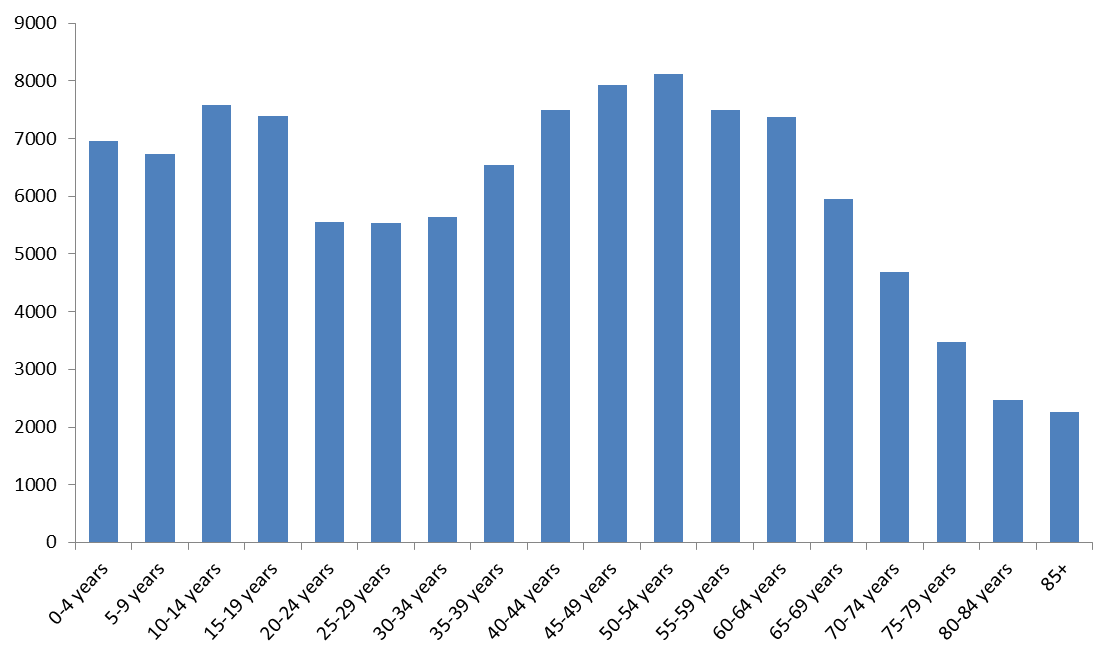 9000
8000
7000
6000
5000
4000
3000
2000
1000
0
0-4 years
5-9 years
10-14 years
15-19 years
20-24 years
25-29 years
30-34 years
35-39 years
40-44 years
45-49 years
50-54 years
55-59 years
60-64 years
65-69 years
70-74 years
75-79 years
80-84 years
85+